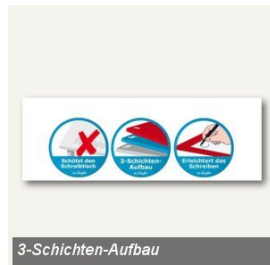 Schützt den
Schreibtisch
3-Schichten-
Aufbau
Erleichtert das
Schreiben
3-Schichten-Aufbau